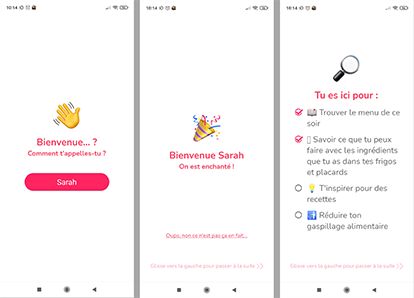 10:14
Bienvenue... ?
Comment t'appelles-tu ?
Sarah
10:14
Bienvenue Sarah
On est enchanté !
Oups, non ce n'est pas ça en fait...
Glisse vers la gauche pour passer à la suite >>
10:14
Tu es ici pour :
Trouver le menu de ce
soir
Savoir ce que tu peux
faire avec les ingrédients
que tu as dans tes frigos
et placards
T'inspirer pour des
recettes
Réduire ton
gaspillage alimentaire
Glisse vers la gauche pour passer à la suite >>